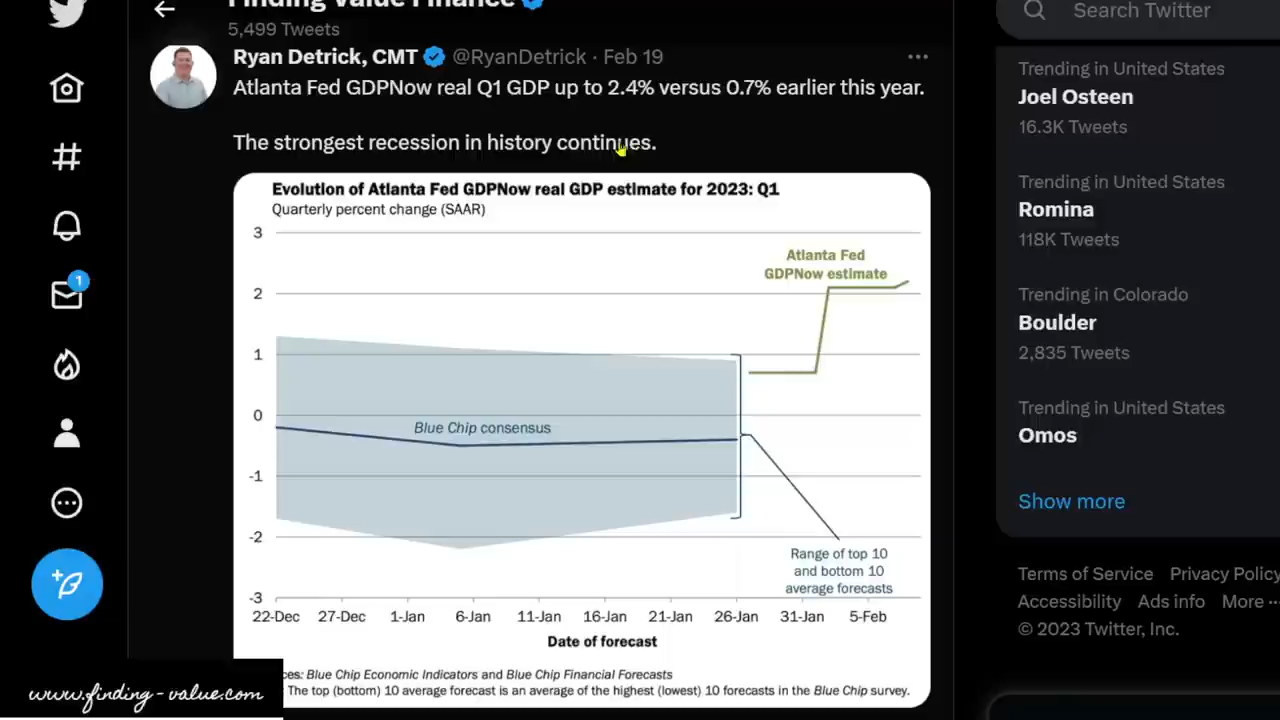 Finding Value Finance
5,499 Tweets
Ryan Detrick, CMT @RyanDetrick · Feb 19 ...
Atlanta Fed GDPNow real Q1 GDP up to 2.4% versus 0.7% earlier this year.
The strongest recession in history continues.
Evolution of Atlanta Fed GDPNow real GDP estimate for 2023: Q1
Quarterly percent change (SAAR)
3
2
1
0
-1
-2
-3
Atlanta Fed
GDPNow estimate
Blue Chip consensus
Range of top 10
and bottom 10
average forecasts
22-Dec 27-Dec 1-Jan 6-Jan 11-Jan 16-Jan 21-Jan 26-Jan 31-Jan 5-Feb
Date of forecast
ces: Blue Chip Economic Indicators and Blue Chip Financial Forecasts
The top (bottom) 10 average forecast is an average of the highest (lowest) 10 forecasts in the Blue Chip survey.
www.finding-value.com
1
Search Twitter
Trending in United States
Joel Osteen
16.3K Tweets
Trending in United States
Romina
118K Tweets
Trending in Colorado
Boulder
2,835 Tweets
Trending in United States
Omos
Show more
Terms of Service Privacy Policy
Accessibility Ads info More ...
© 2023 Twitter, Inc.